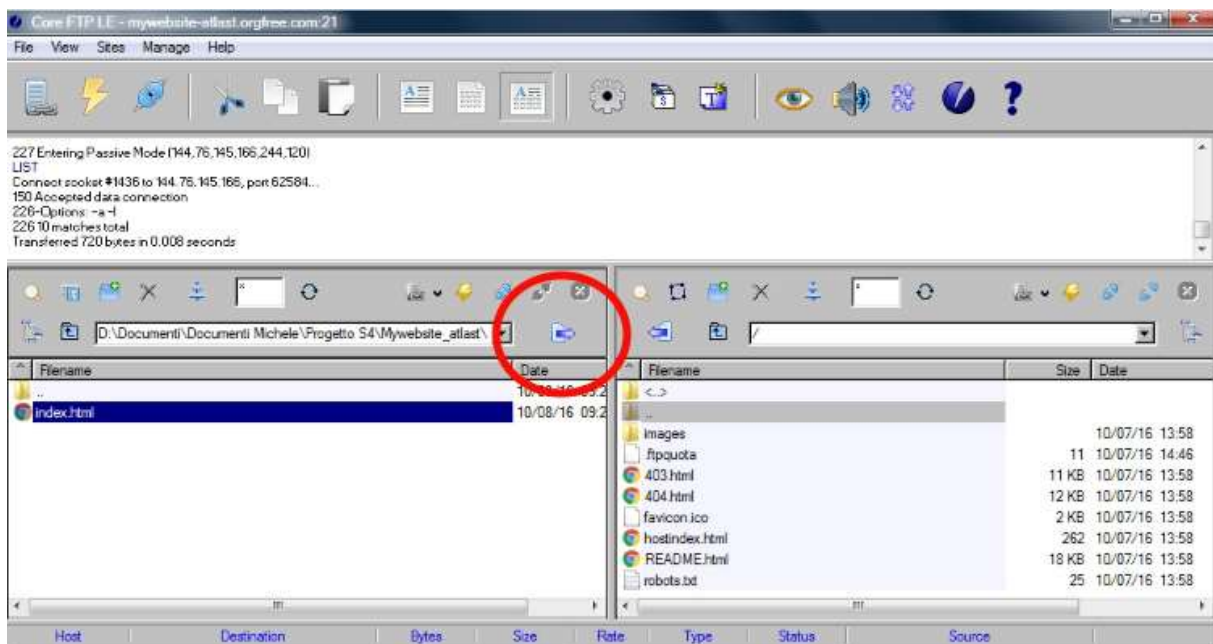 Core FTP LE - mywebsite-atlast.orgfree.com:21
File View Sites Manage Help
227 Entering Passive Mode (144,76,145,166,244,120)
LIST
Connect socket #1436 to 144.76.145.166, port 62584...
150 Accepted data connection
226-Options: -a -l
226 10 matches total
Transferred 720 bytes in 0.008 seconds
D:\Documenti\Documenti Michele\Progetto S4\Mywebsite_atlast\
/
Filename Date
..
index.html 10/08/16 09:2
Filename Size Date
<..>
..
images 10/07/16 13:58
.ftpquota 11 10/07/16 14:46
403.html 11 KB 10/07/16 13:58
404.html 12 KB 10/07/16 13:58
favicon.ico 2 KB 10/07/16 13:58
hostindex.html 262 10/07/16 13:58
README.html 18 KB 10/07/16 13:58
robots.txt 25 10/07/16 13:58
Host Destination Bytes Size Rate Type Status Source